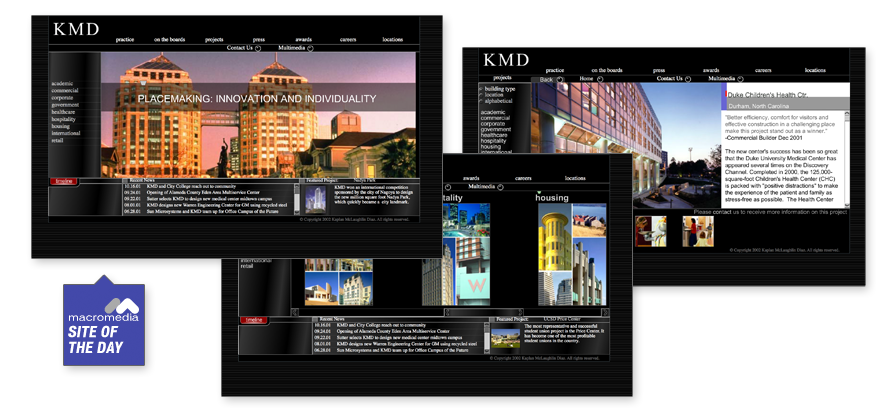 KMD
practice on the boards projects press awards careers locations
Contact Us Multimedia
academic
commercial
corporate
government
healthcare
hospitality
housing
international
retail
PLACEMAKING: INNOVATION AND INDIVIDUALITY
timeline
Recent News
10.16.01 KMD and City College reach out to community
09.24.01 Opening of Alameda County Eden Area Multiservice Center
09.22.01 Sutter selects KMD to design new medical center midtown campus
08.01.01 KMD designs new Warren Engineering Center for GM using recycled steel
06.28.01 Sun Microsystems and KMD team up for Office Campus of the Future
Featured Project: Nadya Park
KMD won an international competition
sponsored by the city of Nagoya to design
the new million square foot Nadya Park,
which quickly became a city landmark.
© Copyright 2003 Kaplan McLaughlin Diaz. All rights reserved.
KMD
practice on the boards press awards careers locations
projects Back Home Contact Us Multimedia
building type
location
alphabetical
academic
commercial
corporate
government
healthcare
hospitality
housing
international
Duke Children's Health Ctr.
Durham, North Carolina
"Better efficiency, comfort for visitors and
effective construction in a challenging place
make this project stand out as a winner."
-Commercial Builder Dec 2001
The new center's success has been so great
that the Duke University Medical Center has
appeared several times on the Discovery
Channel. Completed in 2000, the 125,000-
square-foot Children's Health Center (CHC)
is packed with "positive distractions" to make
the experience of the patient and family as
stress-free as possible. The Health Center
Please contact us to receive more information on this project
© Copyright 2003 Kaplan McLaughlin Diaz. All rights reserved.
awards careers locations
Multimedia
tality housing
W
international
retail
timeline
Recent News
10.16.01 KMD and City College reach out to community
09.24.01 Opening of Alameda County Eden Area Multiservice Center
09.22.01 Sutter selects KMD to design new medical center midtown campus
08.01.01 KMD designs new Warren Engineering Center for GM using recycled steel
06.28.01 Sun Microsystems and KMD team up for Office Campus of the Future
Featured Project: UCSD Price Center
The most representative and successful
student union project is the Price Center. It
has become one of the most profitable
student unions in the country.
© Copyright 2003 Kaplan McLaughlin Diaz. All rights reserved.
macromedia
SITE OF
THE DAY